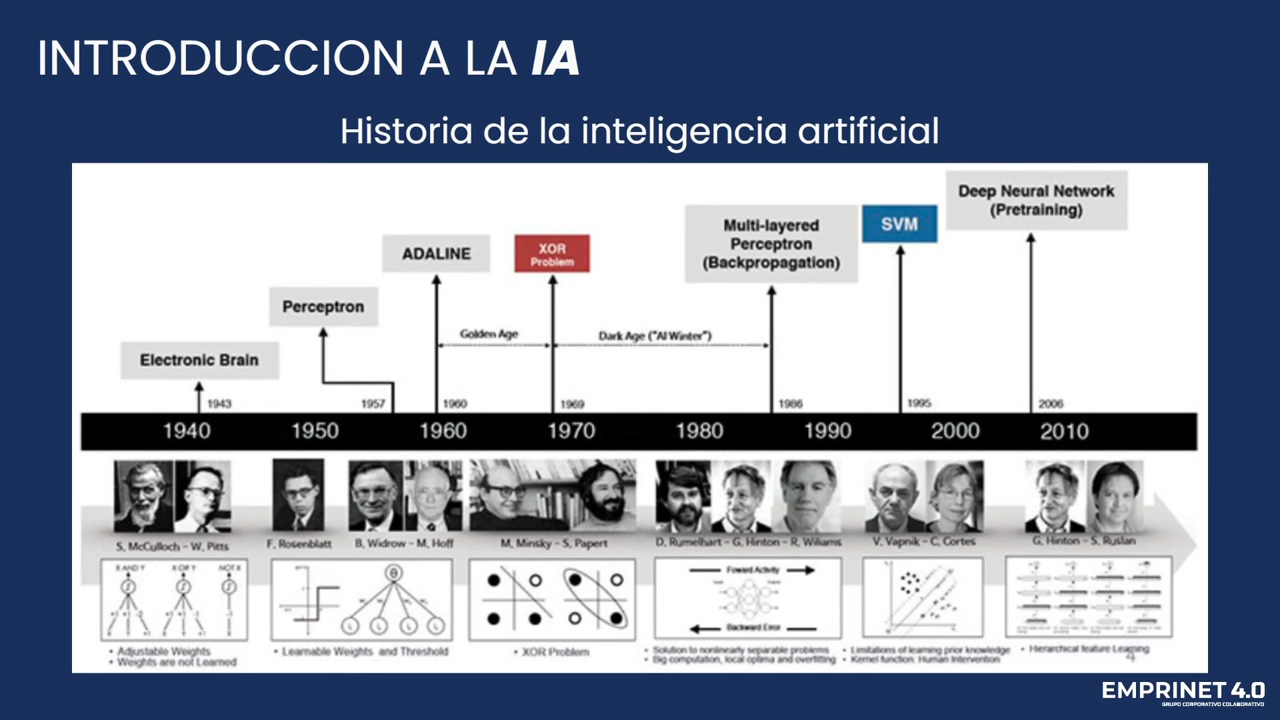 INTRODUCCION A LA IA
Historia de la inteligencia artificial
Deep Neural Network
(Pretraining)
Multi-layered
Perceptron
(Backpropagation)
SVM
ADALINE
XOR
Problem
Perceptron
Golden Age
Dark Age ("AI Winter")
Electronic Brain
1943
1957
1960
1969
1986
1995
2006
1940 1950 1960 1970 1980 1990 2000 2010
S. McCulloch – W. Pitts
F. Rosenblatt
B. Widrow – M. Hoff
M. Minsky – S. Papert
D. Rumelhart – G. Hinton – R. Wiliams
V. Vapnik – C. Cortes
G. Hinton – S. Ruslan
X AND Y
X OR Y
NOT X
Foward Activity
Backward Error
• Adjustable Weights
• Weights are not Learned
• Learnable Weights and Threshold
• XOR Problem
• Solution to nonlinearly separable problems
• Big computation, local optima and overfitting
• Limitations of learning prior knowledge
• Kernel function: Human Intervention
• Hierarchical feature Learning
4
EMPRINET 4.0
GRUPO CORPORATIVO COLABORATIVO